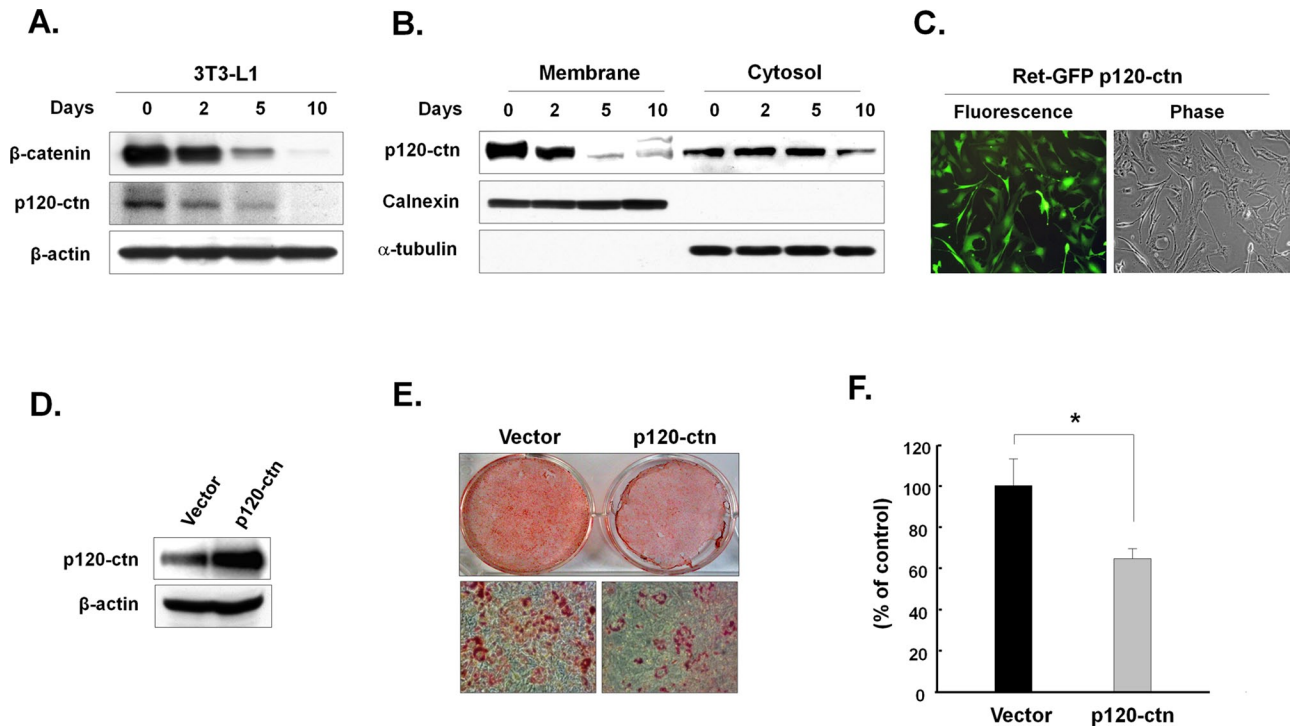 A.
3T3-L1
Days 0 2 5 10
β-catenin
p120-ctn
β-actin
B.
Membrane Cytosol
Days 0 2 5 10 0 2 5 10
p120-ctn
Calnexin
α-tubulin
C.
Ret-GFP p120-ctn
Fluorescence Phase
D.
Vector p120-ctn
p120-ctn
β-actin
E.
Vector p120-ctn
F.
(% of control)
120
100
80
60
40
20
0
*
Vector p120-ctn